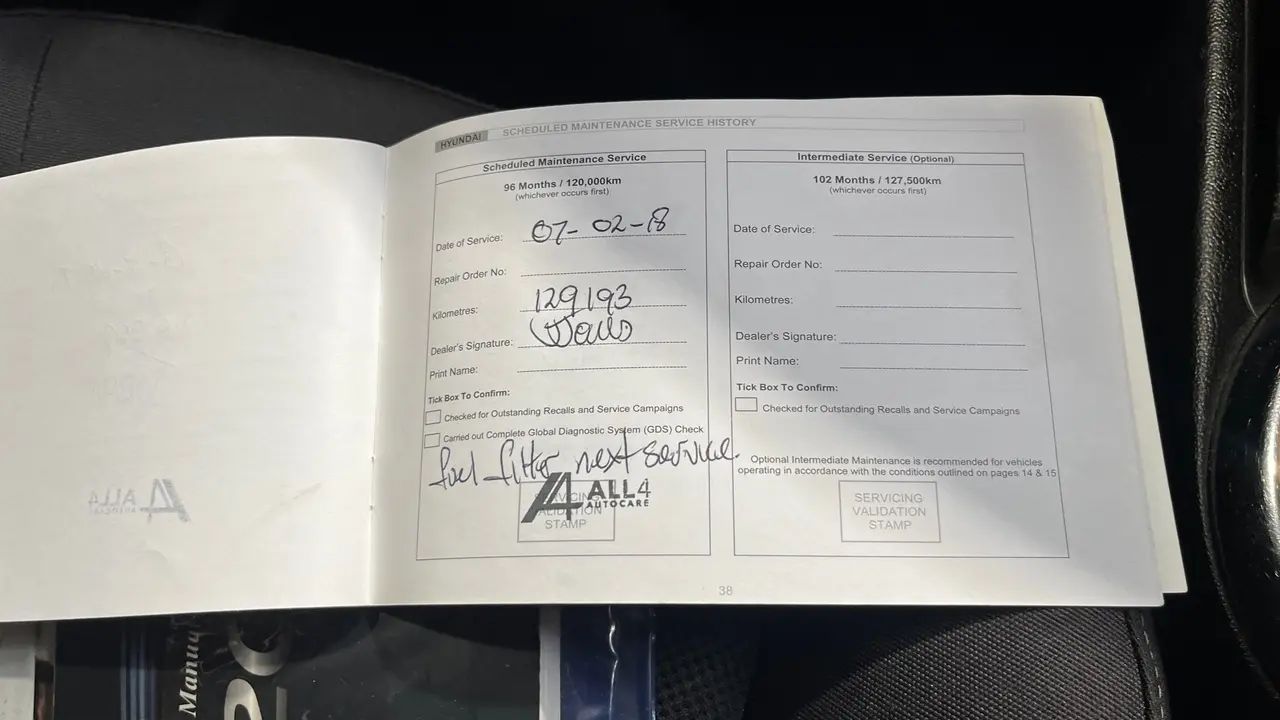 HYUNDAI SCHEDULED MAINTENANCE SERVICE HISTORY
Scheduled Maintenance Service
96 Months / 120,000km
(whichever occurs first)
Date of Service: 07-02-18
Repair Order No:
Kilometres: 129193
Dealer's Signature:
Print Name:
Tick Box To Confirm:
Checked for Outstanding Recalls and Service Campaigns
Carried out Complete Global Diagnostic System (GDS) Check
fuel filter next service.
ALL4
AUTOCARE
STAMP
Intermediate Service (Optional)
102 Months / 127,500km
(whichever occurs first)
Date of Service:
Repair Order No:
Kilometres:
Dealer's Signature:
Print Name:
Tick Box To Confirm:
Checked for Outstanding Recalls and Service Campaigns
Optional Intermediate Maintenance is recommended for vehicles
operating in accordance with the conditions outlined on pages 14 & 15
SERVICING
VALIDATION
STAMP
38